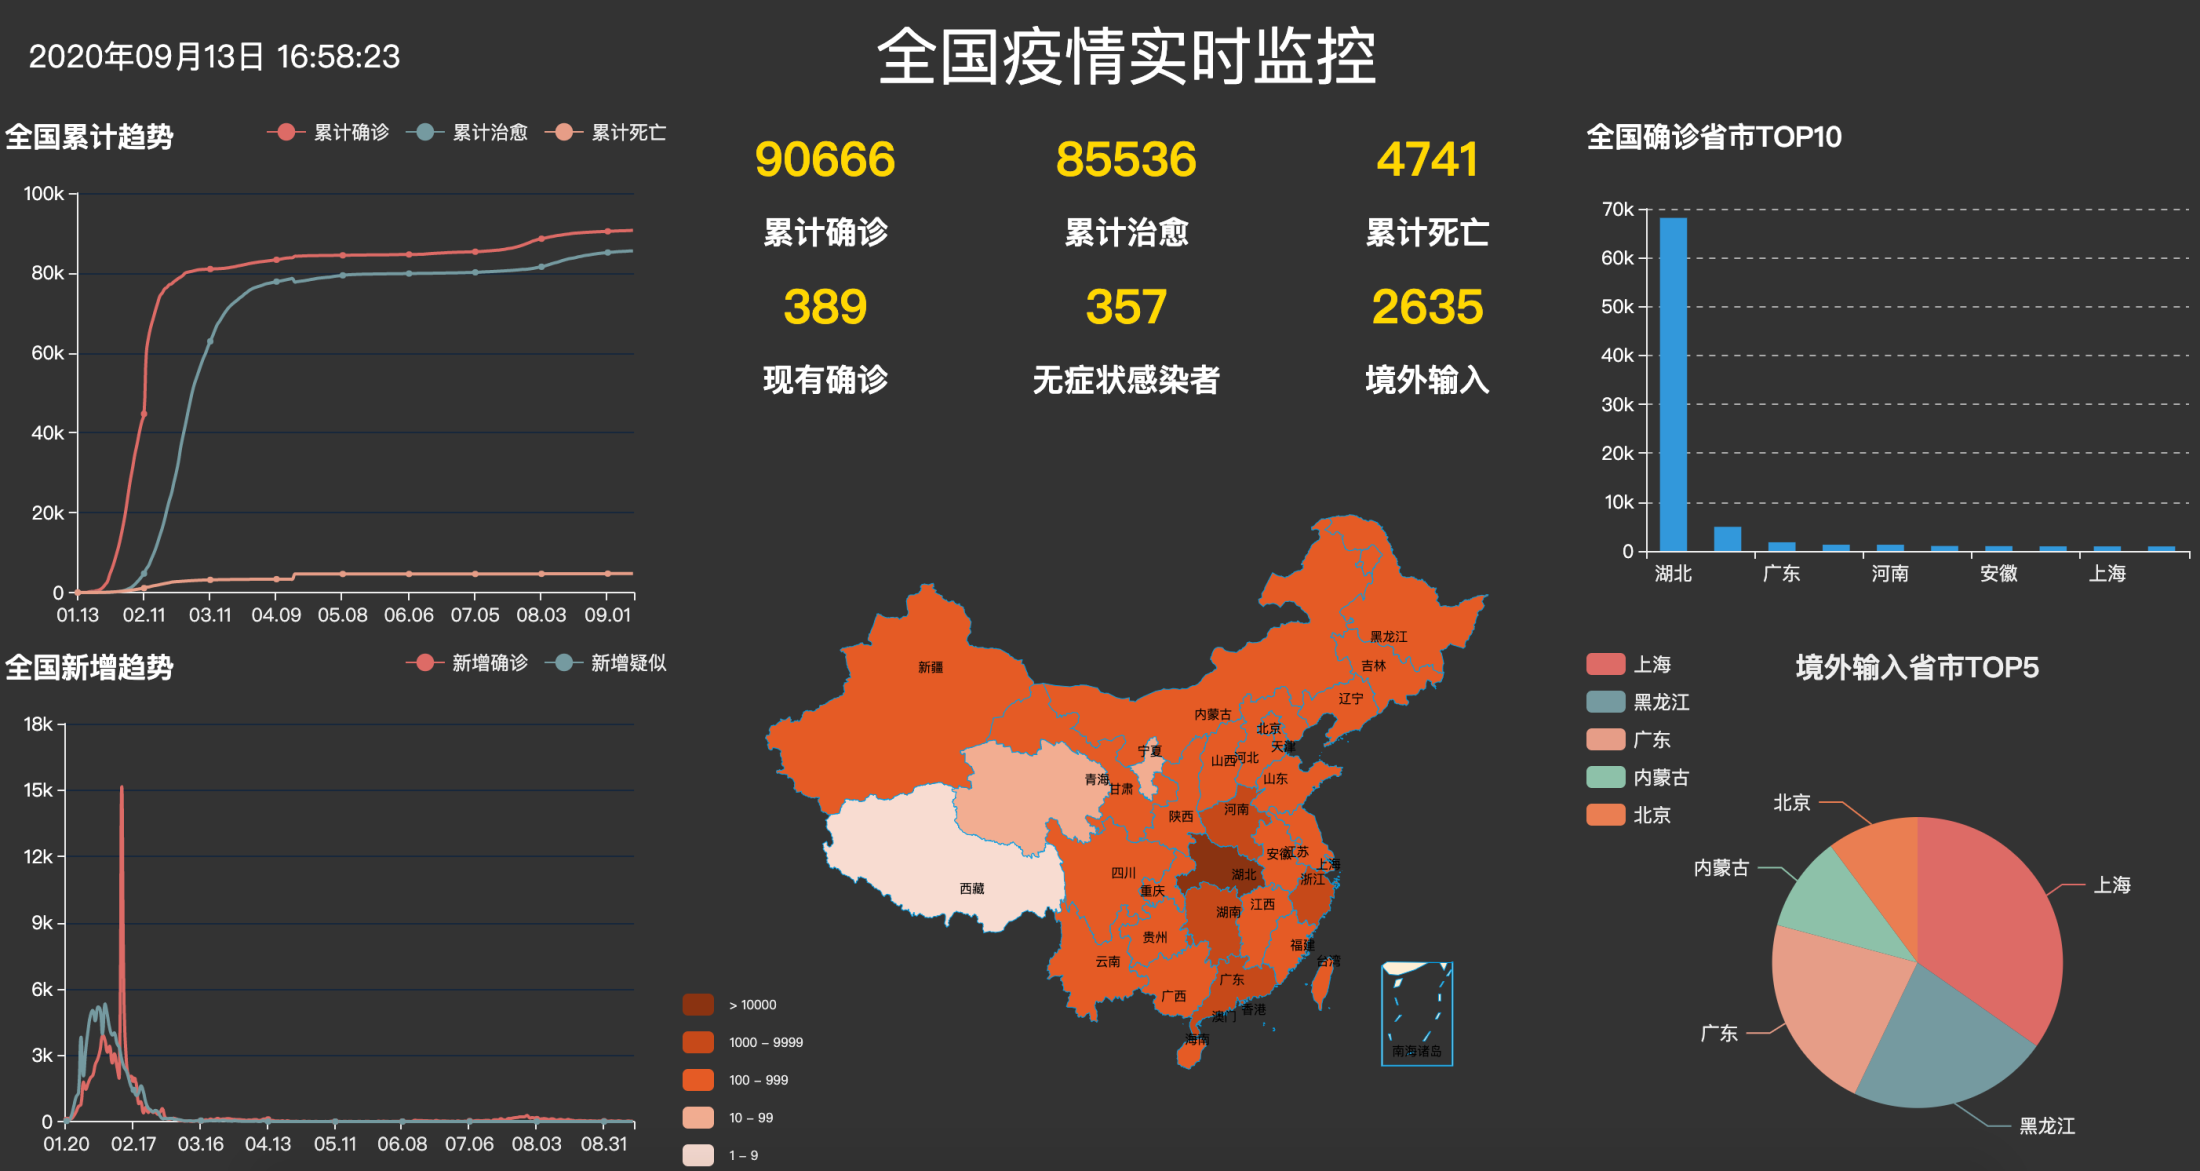 2020年09月13日 16:58:23
全国疫情实时监控
全国累计趋势
累计确诊
累计治愈
累计死亡
100k
80k
60k
40k
20k
0
01.13
02.11
03.11
04.09
05.08
06.06
07.05
08.03
09.01
全国新增趋势
新增确诊
新增疑似
18k
15k
12k
9k
6k
3k
0
01.20
02.17
03.16
04.13
05.11
06.08
07.06
08.03
08.31
90666
85536
4741
累计确诊
累计治愈
累计死亡
389
357
2635
现有确诊
无症状感染者
境外输入
黑龙江
吉林
新疆
辽宁
内蒙古
北京
天津
宁夏
山西
河北
青海
甘肃
山东
河南
陕西
安徽
江苏
上海
四川
湖北
浙江
西藏
重庆
江西
湖南
贵州
福建
云南
台湾
广东
广西
香港
澳门
海南
南海诸岛
> 10000
1000 - 9999
100 - 999
10 - 99
1 - 9
全国确诊省市TOP10
70k
60k
50k
40k
30k
20k
10k
0
湖北
广东
河南
安徽
上海
境外输入省市TOP5
上海
黑龙江
广东
内蒙古
北京
北京
内蒙古
上海
广东
黑龙江